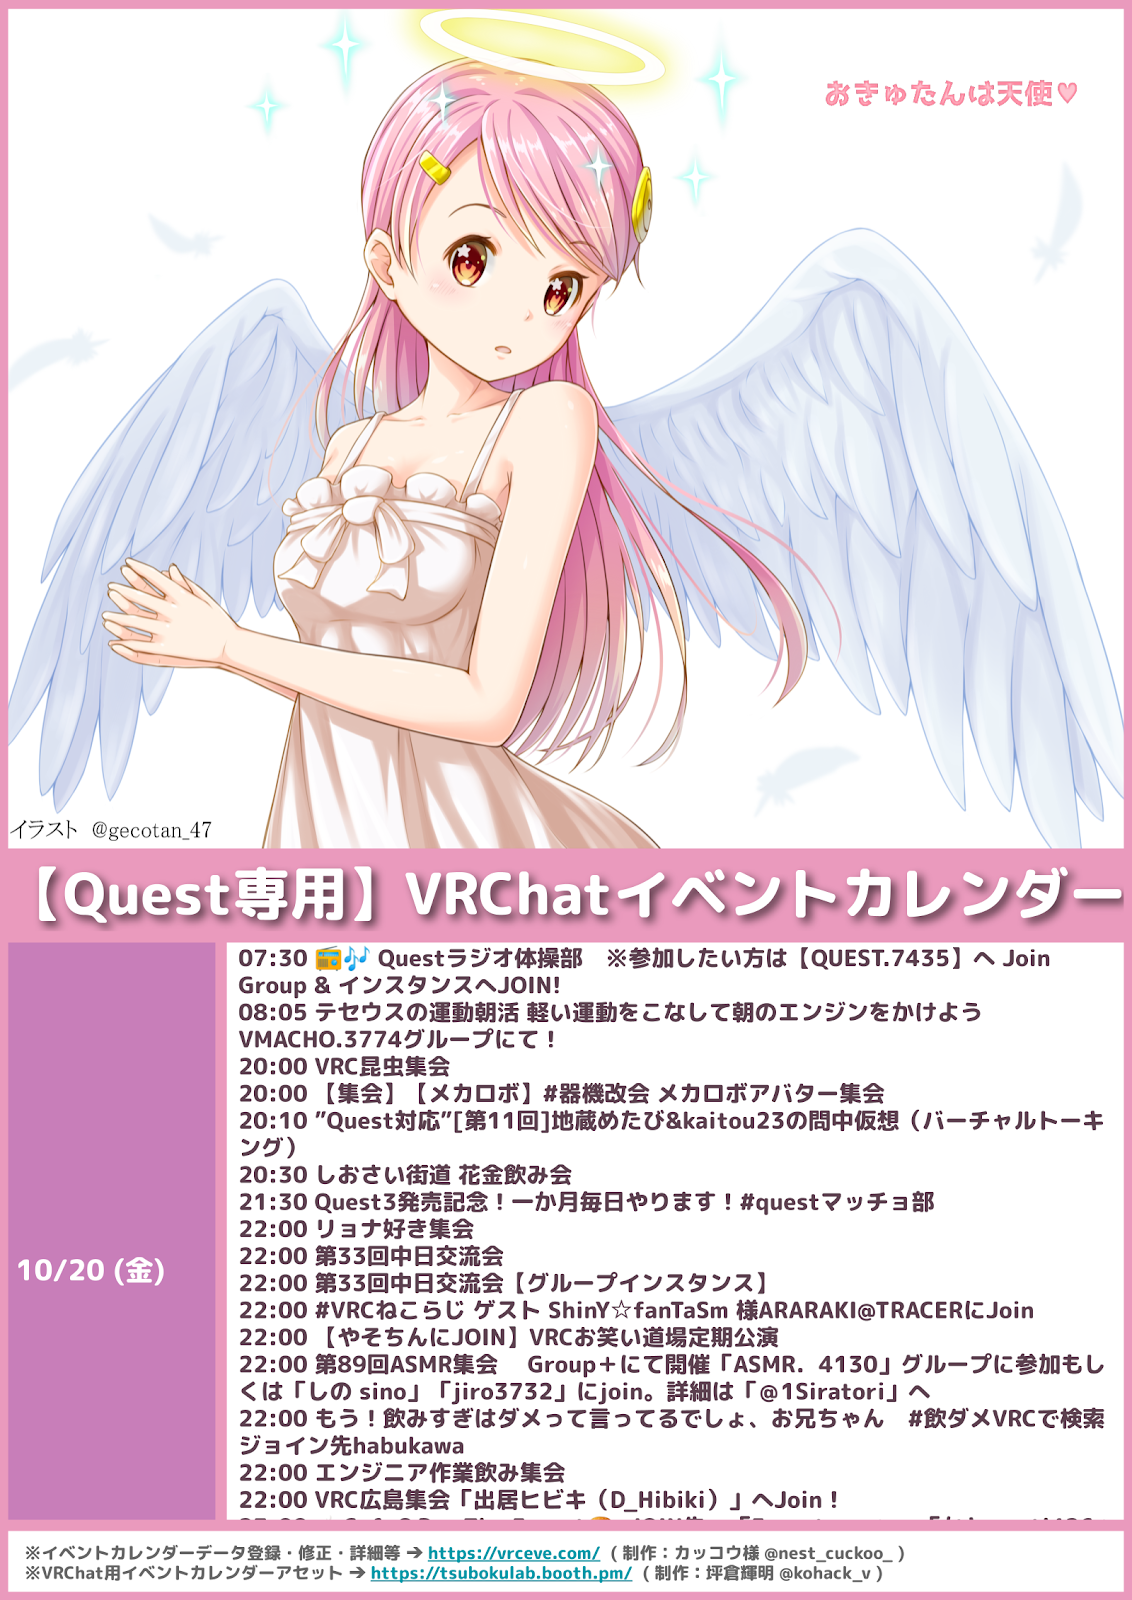 おきゅたんは天使♥
イラスト @gecotan_47
【Quest専用】VRChatイベントカレンダー
10/20 (金)
07:30 📻🎶 Questラジオ体操部　※参加したい方は【QUEST.7435】へ Join
Group & インスタンスへJOIN!
08:05 テセウスの運動朝活 軽い運動をこなして朝のエンジンをかけよう
VMACHO.3774グループにて！
20:00 VRC昆虫集会
20:00 【集会】【メカロボ】#器機改会 メカロボアバター集会
20:10 ”Quest対応”[第11回]地蔵めたび&kaitou23の問中仮想（バーチャルトーキ
ング）
20:30 しおさい街道 花金飲み会
21:30 Quest3発売記念！一か月毎日やります！#questマッチョ部
22:00 リョナ好き集会
22:00 第33回中日交流会
22:00 第33回中日交流会【グループインスタンス】
22:00 #VRCねこらじ ゲスト ShinY☆fanTaSm 様ARARAKI@TRACERにJoin
22:00 【やそちんにJOIN】VRCお笑い道場定期公演
22:00 第89回ASMR集会　 Group＋にて開催「ASMR．4130」グループに参加もし
くは「しの sino」「jiro3732」にjoin。詳細は「＠1Siratori」へ
22:00 もう！飲みすぎはダメって言ってるでしょ、お兄ちゃん　#飲ダメVRCで検索
ジョイン先habukawa
22:00 エンジニア作業飲み集会
22:00 VRC広島集会「出居ヒビキ（D_Hibiki）」へJoin！
※イベントカレンダーデータ登録・修正・詳細等 ➔ https://vrceve.com/ ( 制作：カッコウ様 @nest_cuckoo_ )
※VRChat用イベントカレンダーアセット ➔ https://tsubokulab.booth.pm/ ( 制作：坪倉輝明 @kohack_v )